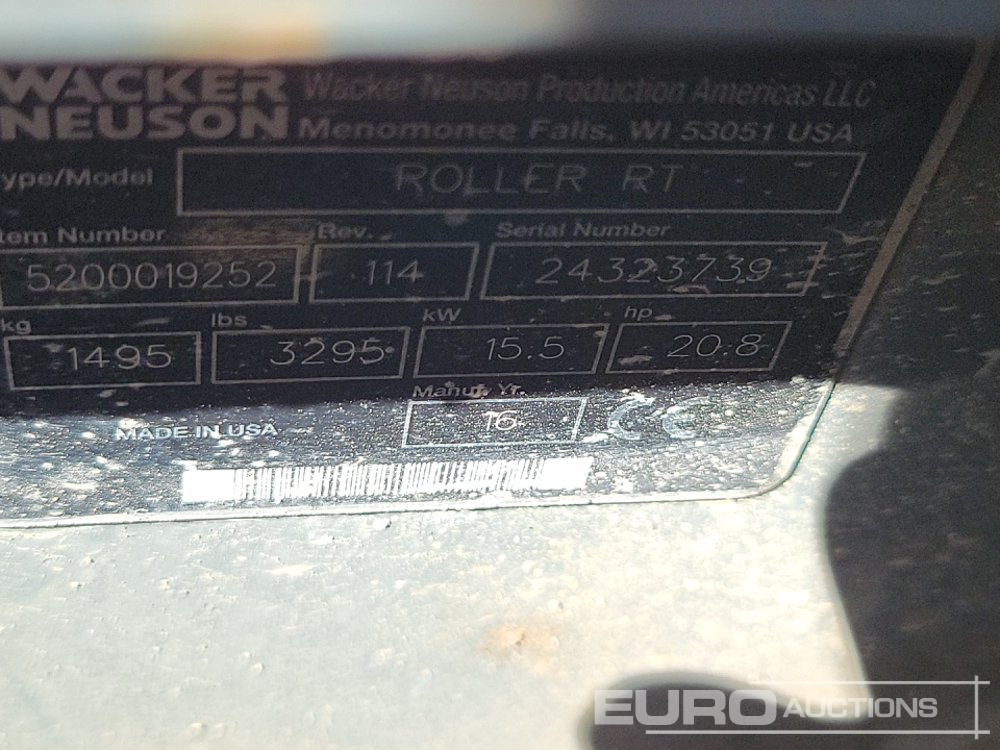 WACKER
NEUSON
Wacker Neuson Production Americas LLC
Menomonee Falls, WI 53051 USA
ype/Model
ROLLER RT
tem Number
Rev.
Serial Number
5200019252
114
24323739
kg
lbs
kW
hp
1495
3295
15.5
20.8
Manuf. Yr.
MADE IN USA
16
CE
EURO AUCTIONS